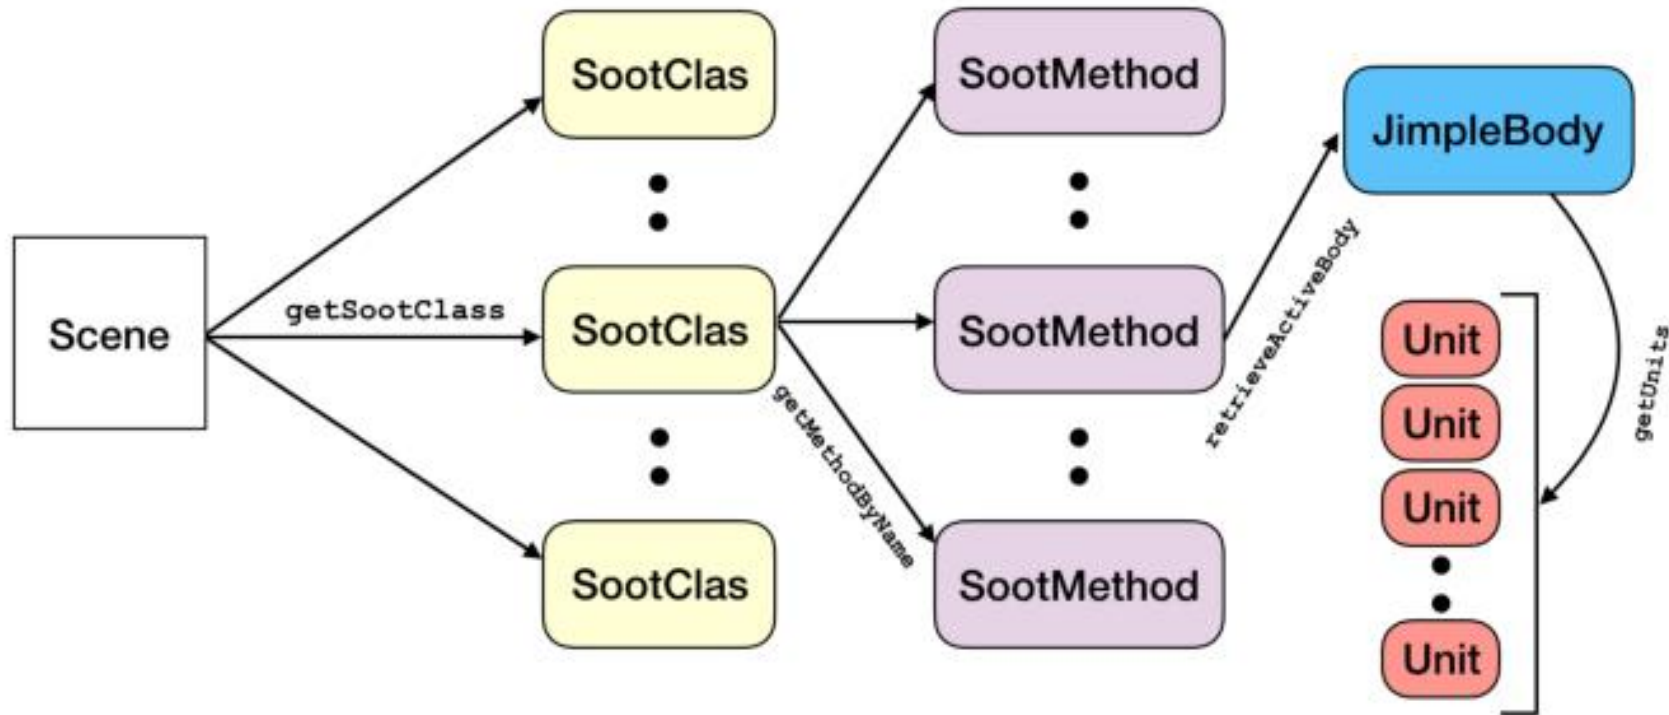 Scene
getSootClass
SootClas
SootClas
SootClas
getMethodByName
SootMethod
SootMethod
SootMethod
retrieveActiveBody
JimpleBody
getUnits
Unit
Unit
Unit
Unit